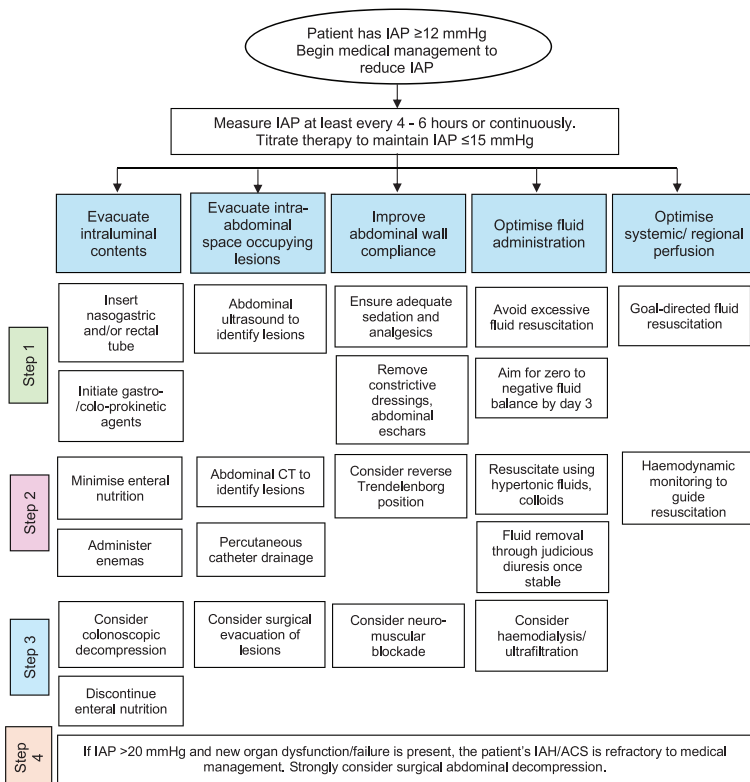 Patient has IAP ≥12 mmHg
Begin medical management to
reduce IAP
Measure IAP at least every 4 - 6 hours or continuously.
Titrate therapy to maintain IAP ≤15 mmHg
Evacuate
intraluminal
contents
Evacuate intra-
abdominal
space occupying
lesions
Improve
abdominal wall
compliance
Optimise fluid
administration
Optimise
systemic/ regional
perfusion
Step 1
Insert
nasogastric
and/or rectal
tube
Abdominal
ultrasound to
identify lesions
Ensure adequate
sedation and
analgesics
Avoid excessive
fluid resuscitation
Goal-directed fluid
resuscitation
Initiate gastro-
/colo-prokinetic
agents
Remove
constrictive
dressings,
abdominal
eschars
Aim for zero to
negative fluid
balance by day 3
Step 2
Minimise enteral
nutrition
Abdominal CT to
identify lesions
Consider reverse
Trendelenborg
position
Resuscitate using
hypertonic fluids,
colloids
Haemodynamic
monitoring to
guide
resuscitation
Administer
enemas
Percutaneous
catheter drainage
Fluid removal
through judicious
diuresis once
stable
Step 3
Consider
colonoscopic
decompression
Consider surgical
evacuation of
lesions
Consider neuro-
muscular
blockade
Consider
haemodialysis/
ultrafiltration
Discontinue
enteral nutrition
Step
4
If IAP >20 mmHg and new organ dysfunction/failure is present, the patient's IAH/ACS is refractory to medical
management. Strongly consider surgical abdominal decompression.